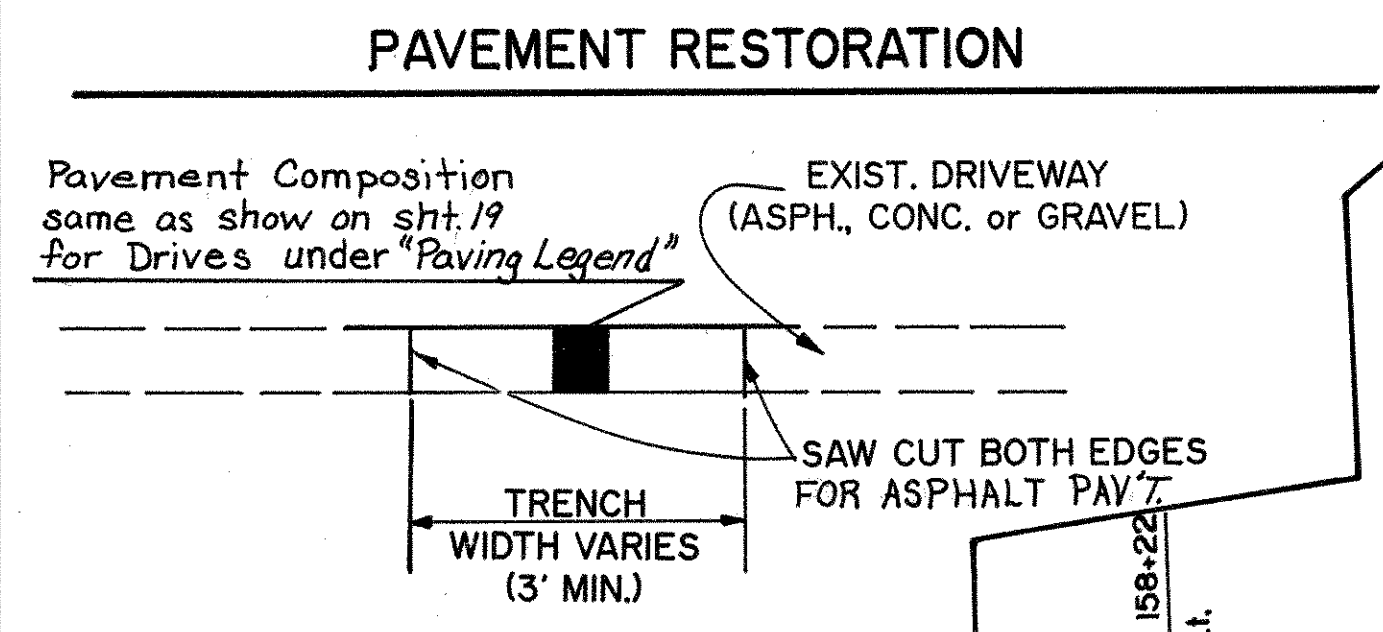 PAVEMENT RESTORATION
Pavement Composition
same as show on sht. 19
for Drives under "Paving Legend"
EXIST. DRIVEWAY
(ASPH., CONC. or GRAVEL)
SAW CUT BOTH EDGES
FOR ASPHALT PAV'T.
TRENCH
WIDTH VARIES
(3' MIN.)
158+22